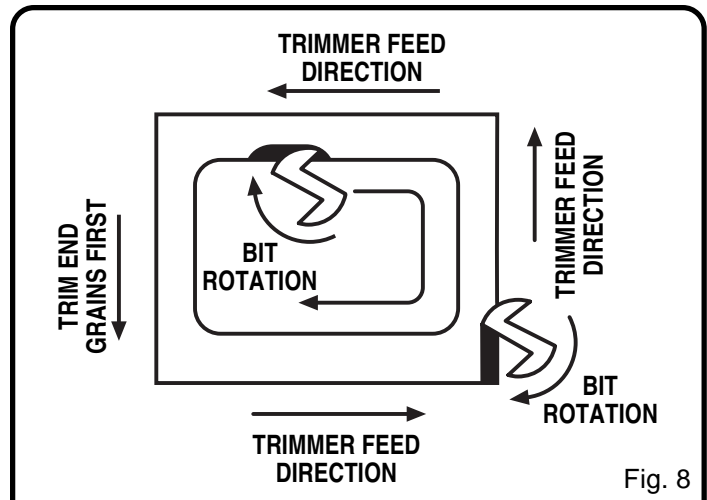 TRIMMER FEED
DIRECTION
TRIM END
GRAINS FIRST
BIT
ROTATION
TRIMMER FEED
DIRECTION
BIT
ROTATION
TRIMMER FEED
DIRECTION
Fig. 8